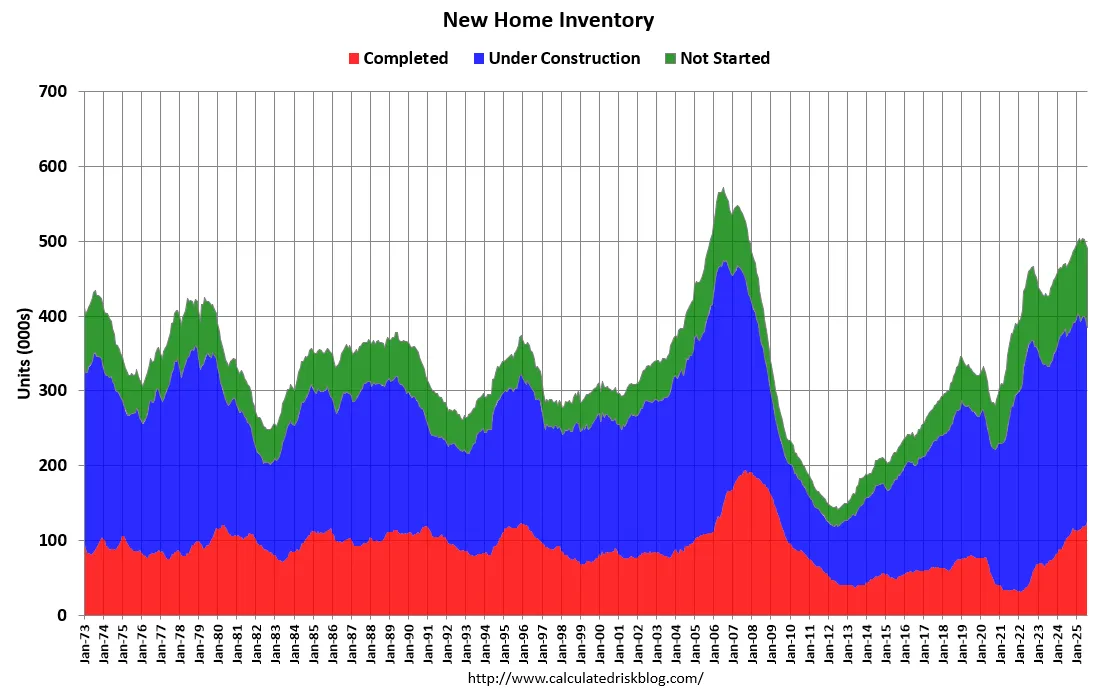 New Home Inventory
Completed Under Construction Not Started
700
600
500
400
300
200
100
0
Units (000s)
Jan-73 Jan-74 Jan-75 Jan-76 Jan-77 Jan-78 Jan-79 Jan-80 Jan-81 Jan-82 Jan-83 Jan-84 Jan-85 Jan-86 Jan-87 Jan-88 Jan-89 Jan-90 Jan-91 Jan-92 Jan-93 Jan-94 Jan-95 Jan-96 Jan-97 Jan-98 Jan-99 Jan-00 Jan-01 Jan-02 Jan-03 Jan-04 Jan-05 Jan-06 Jan-07 Jan-08 Jan-09 Jan-10 Jan-11 Jan-12 Jan-13 Jan-14 Jan-15 Jan-16 Jan-17 Jan-18 Jan-19 Jan-20 Jan-21 Jan-22 Jan-23 Jan-24 Jan-25
http://www.calculatedriskblog.com/